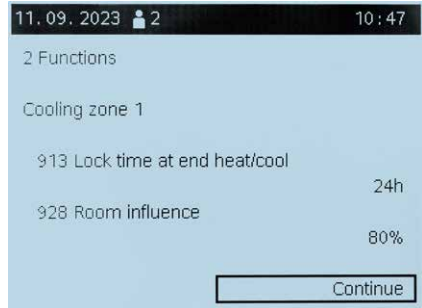 11.09.2023 2 10:47
2 Functions
Cooling zone 1
913 Lock time at end heat/cool
24h
928 Room influence
80%
Continue